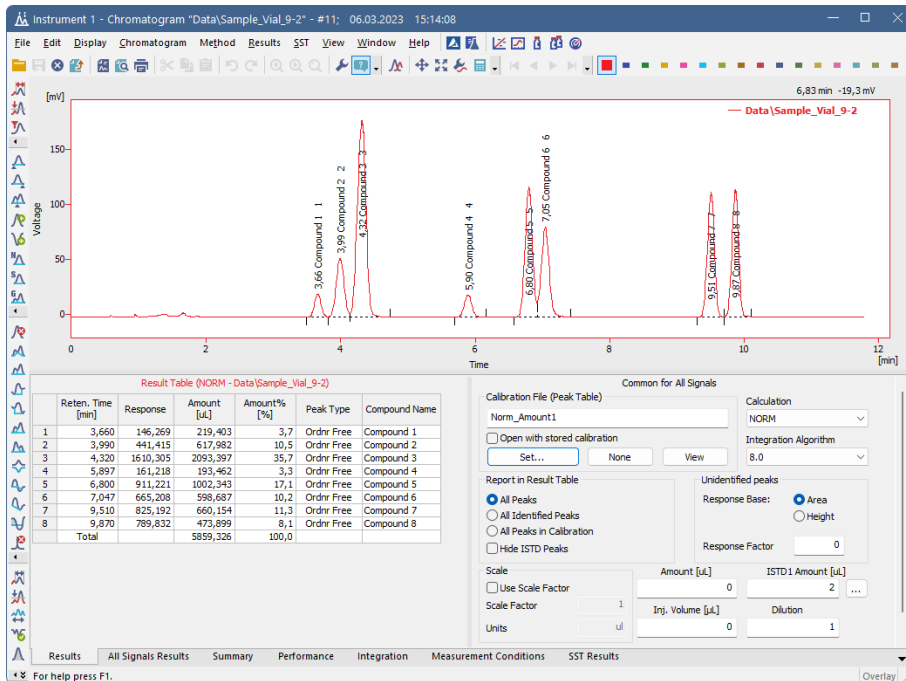 Instrument 1 - Chromatogram "Data\Sample_Vial_9-2" - #11; 06.03.2023 15:14:08
File Edit Display Chromatogram Method Results SST View Window Help
6,83 min -19,3 mV
[mV]
Data\Sample_Vial_9-2
150
100
50
0
Voltage
3,66 Compound 1 1
3,99 Compound 2 2
4,32 Compound 3 3
5,90 Compound 4 4
6,80 Compound 5 5
7,05 Compound 6 6
9,51 Compound 7 7
9,87 Compound 8 8
0 2 4 6 8 10 12
Time
[min]
Result Table (NORM - Data\Sample_Vial_9-2)
Reten. Time [min] Response Amount [uL] Amount% [%] Peak Type Compound Name
1 3,660 146,269 219,403 3,7 Ordnr Free Compound 1
2 3,990 441,415 617,982 10,5 Ordnr Free Compound 2
3 4,320 1610,305 2093,397 35,7 Ordnr Free Compound 3
4 5,897 161,218 193,462 3,3 Ordnr Free Compound 4
5 6,800 911,221 1002,343 17,1 Ordnr Free Compound 5
6 7,047 665,208 598,687 10,2 Ordnr Free Compound 6
7 9,510 825,192 660,154 11,3 Ordnr Free Compound 7
8 9,870 789,832 473,899 8,1 Ordnr Free Compound 8
Total 5859,326 100,0
Common for All Signals
Calibration File (Peak Table)
Norm_Amount1
Open with stored calibration
Set... None View
Calculation
NORM
Integration Algorithm
8.0
Report in Result Table
All Peaks
All Identified Peaks
All Peaks in Calibration
Hide ISTD Peaks
Unidentified peaks
Response Base: Area
Height
Response Factor 0
Scale
Use Scale Factor
Scale Factor 1
Units ul
Amount [uL]
0
ISTD1 Amount [uL]
2 ...
Inj. Volume [µL]
0
Dilution
1
Results All Signals Results Summary Performance Integration Measurement Conditions SST Results
For help press F1.
Overlay